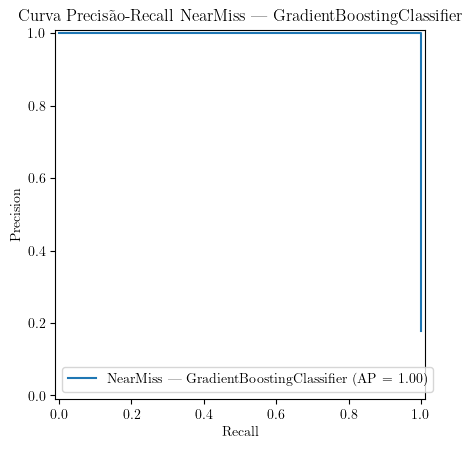 Curva Precisão-Recall NearMiss — GradientBoostingClassifier
1.0
0.8
0.6
0.4
0.2
0.0
Precision
NearMiss — GradientBoostingClassifier (AP = 1.00)
0.0 0.2 0.4 0.6 0.8 1.0
Recall